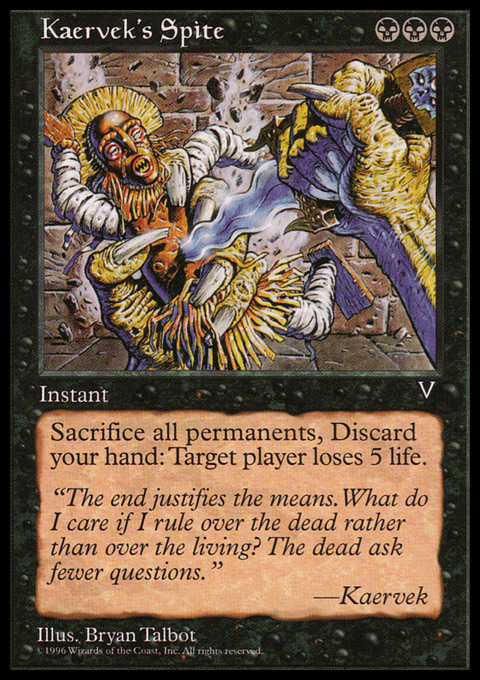 Kaervek's Spite
Instant
V
Sacrifice all permanents, Discard
your hand: Target player loses 5 life.
“The end justifies the means. What do
I care if I rule over the dead rather
than over the living? The dead ask
fewer questions.”
—Kaervek
Illus. Bryan Talbot
©1996 Wizards of the Coast, Inc. All rights reserved.